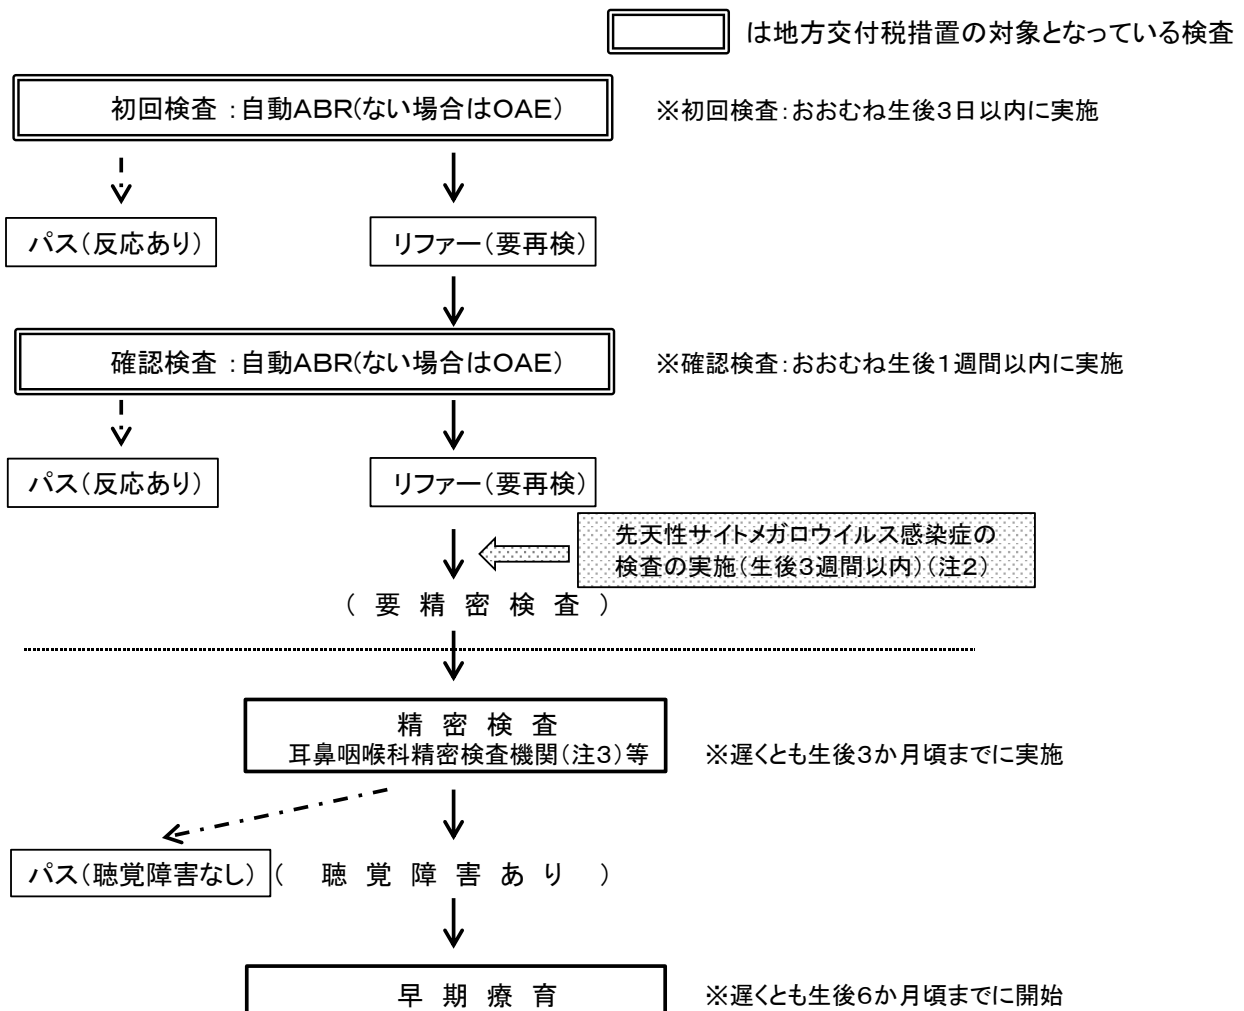 は地方交付税措置の対象となっている検査
初回検査：自動ABR(ない場合はOAE)
※初回検査：おおむね生後3日以内に実施
パス（反応あり）
リファー（要再検）
確認検査：自動ABR(ない場合はOAE)
※確認検査：おおむね生後1週間以内に実施
パス（反応あり）
リファー（要再検）
先天性サイトメガロウイルス感染症の
検査の実施（生後3週間以内）（注2）
（ 要 精 密 検 査 ）
精 密 検 査
耳鼻咽喉科精密検査機関（注3）等
※遅くとも生後3か月頃までに実施
パス（聴覚障害なし）
（ 聴 覚 障 害 あ り ）
早 期 療 育
※遅くとも生後6か月頃までに開始